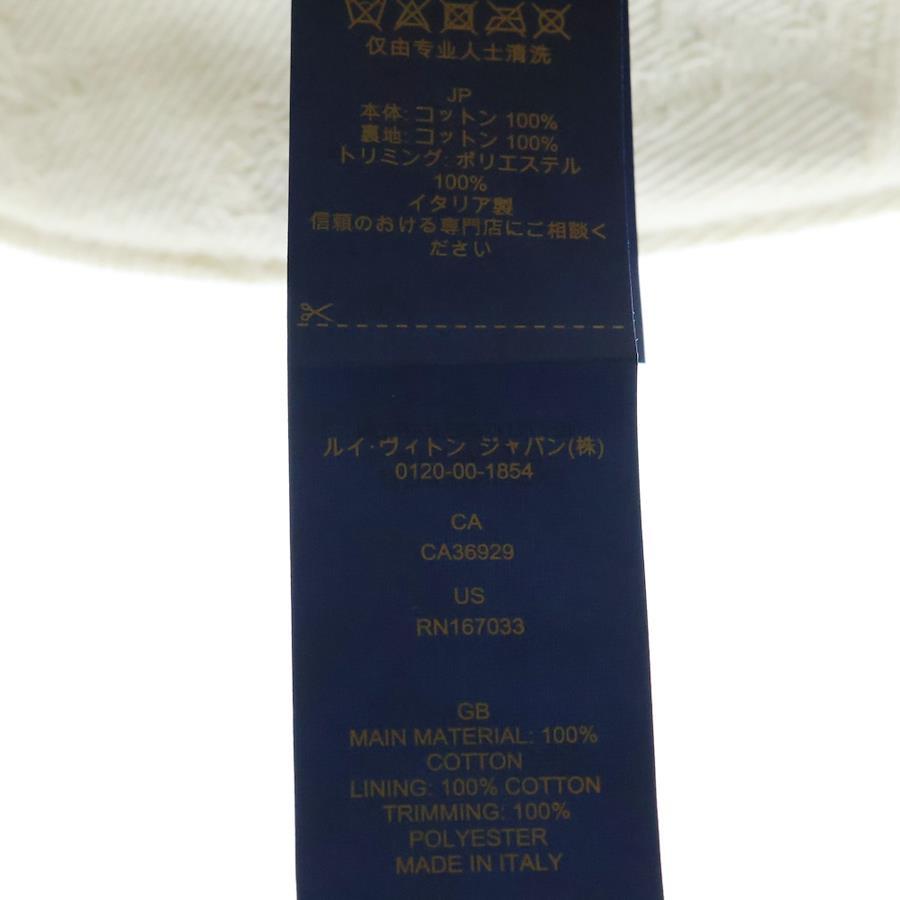 仅由专业人士清洗
JP
本体: コットン 100%
裏地: コットン 100%
トリミング: ポリエステル
100%
イタリア製
信頼のおける専門店にご相談く
ださい
ルイ·ヴィトン ジャパン(株)
0120-00-1854
CA
CA36929
US
RN167033
GB
MAIN MATERIAL: 100%
COTTON
LINING: 100% COTTON
TRIMMING: 100%
POLYESTER
MADE IN ITALY